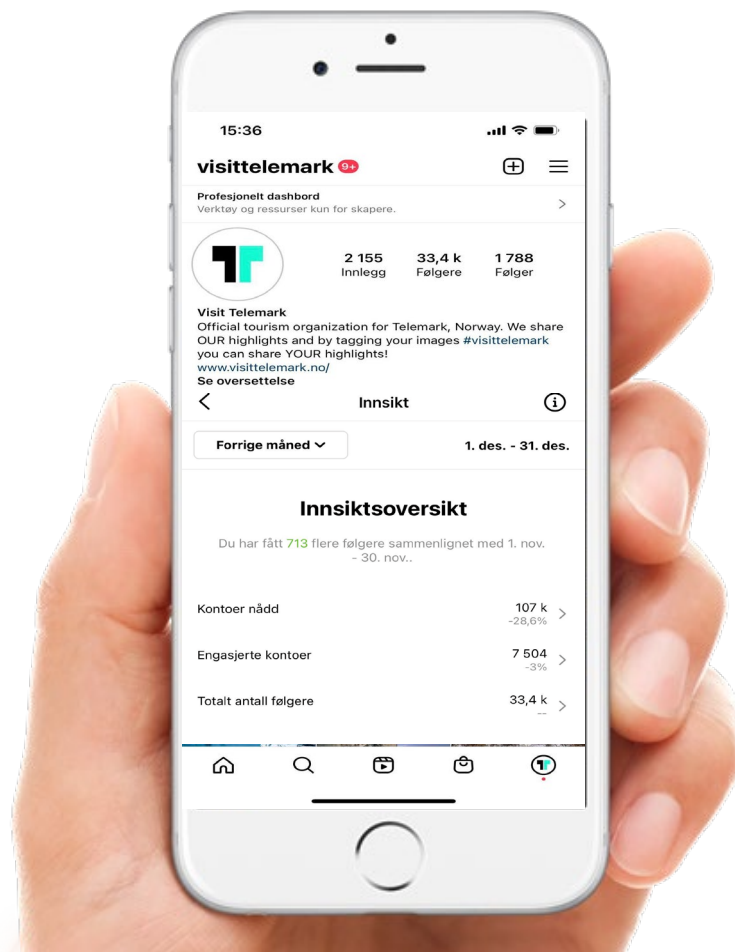 15:36
visittelemark 9+
Profesjonelt dashbord
Verktøy og ressurser kun for skapere.
2 155 33,4 k 1 788
Innlegg Følgere Følger
Visit Telemark
Official tourism organization for Telemark, Norway. We share
OUR highlights and by tagging your images #visittelemark
you can share YOUR highlights!
www.visittelemark.no/
Se oversettelse
Innsikt
Forrige måned 1. des. - 31. des.
Innsiktsoversikt
Du har fått 713 flere følgere sammenlignet med 1. nov.
- 30. nov..
Kontoer nådd 107 k
-28,6%
Engasjerte kontoer 7 504
-3%
Totalt antall følgere 33,4 k
--